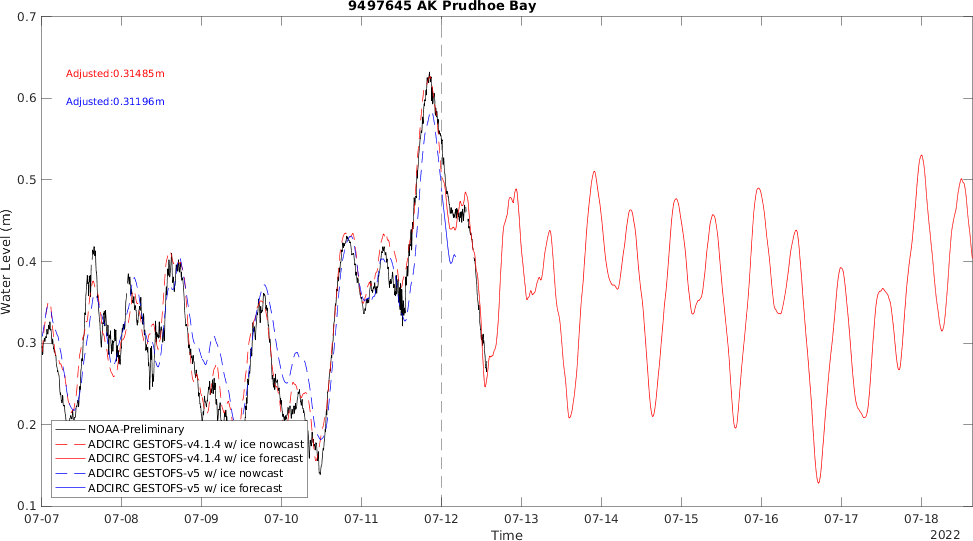 9497645 AK Prudhoe Bay
0.7
0.6
0.5
0.4
0.3
0.2
0.1
Water Level (m)
Adjusted:0.31485m
Adjusted:0.31196m
NOAA-Preliminary
ADCIRC GESTOFS-v4.1.4 w/ ice nowcast
ADCIRC GESTOFS-v4.1.4 w/ ice forecast
ADCIRC GESTOFS-v5 w/ ice nowcast
ADCIRC GESTOFS-v5 w/ ice forecast
07-07 07-08 07-09 07-10 07-11 07-12 07-13 07-14 07-15 07-16 07-17 07-18
Time
2022